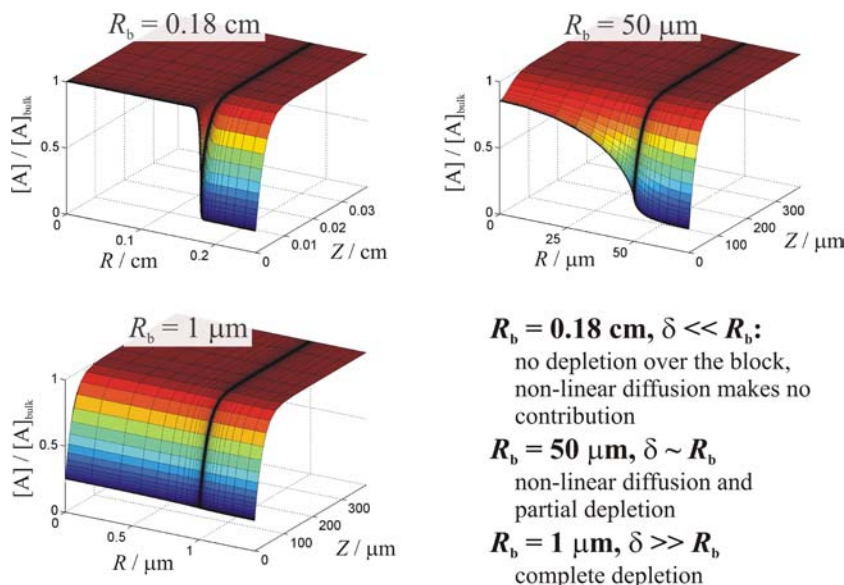 R_b = 0.18 cm
[A] / [A]_bulk
1
0.5
0
0.1
0.2
R / cm
0
0.01
0.02
0.03
Z / cm
R_b = 50 µm
[A] / [A]_bulk
1
0.5
0
25
50
R / µm
0
100
200
300
Z / µm
R_b = 1 µm
[A] / [A]_bulk
1
0.5
0
0
0.5
1
R / µm
0
100
200
300
Z / µm
R_b = 0.18 cm, δ << R_b:
no depletion over the block,
non-linear diffusion makes no
contribution
R_b = 50 µm, δ ~ R_b
non-linear diffusion and
partial depletion
R_b = 1 µm, δ >> R_b
complete depletion